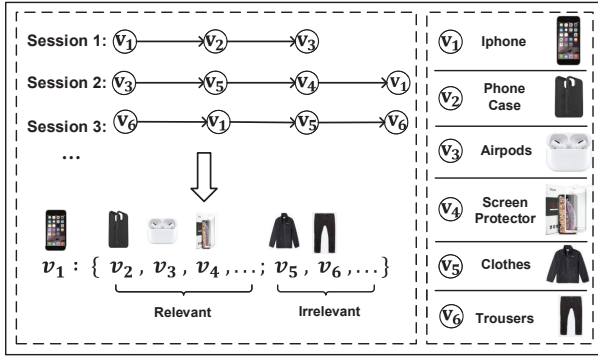 Session 1: v₁ v₂ v₃
Session 2: v₃ v₅ v₄ v₁
Session 3: v₆ v₁ v₅ v₆
...
v₁ : { v₂ , v₃ , v₄ ,...; v₅ , v₆ ,...}
Relevant Irrelevant
v₁ Iphone
v₂ Phone
Case
v₃ Airpods
v₄ Screen
Protector
v₅ Clothes
v₆ Trousers